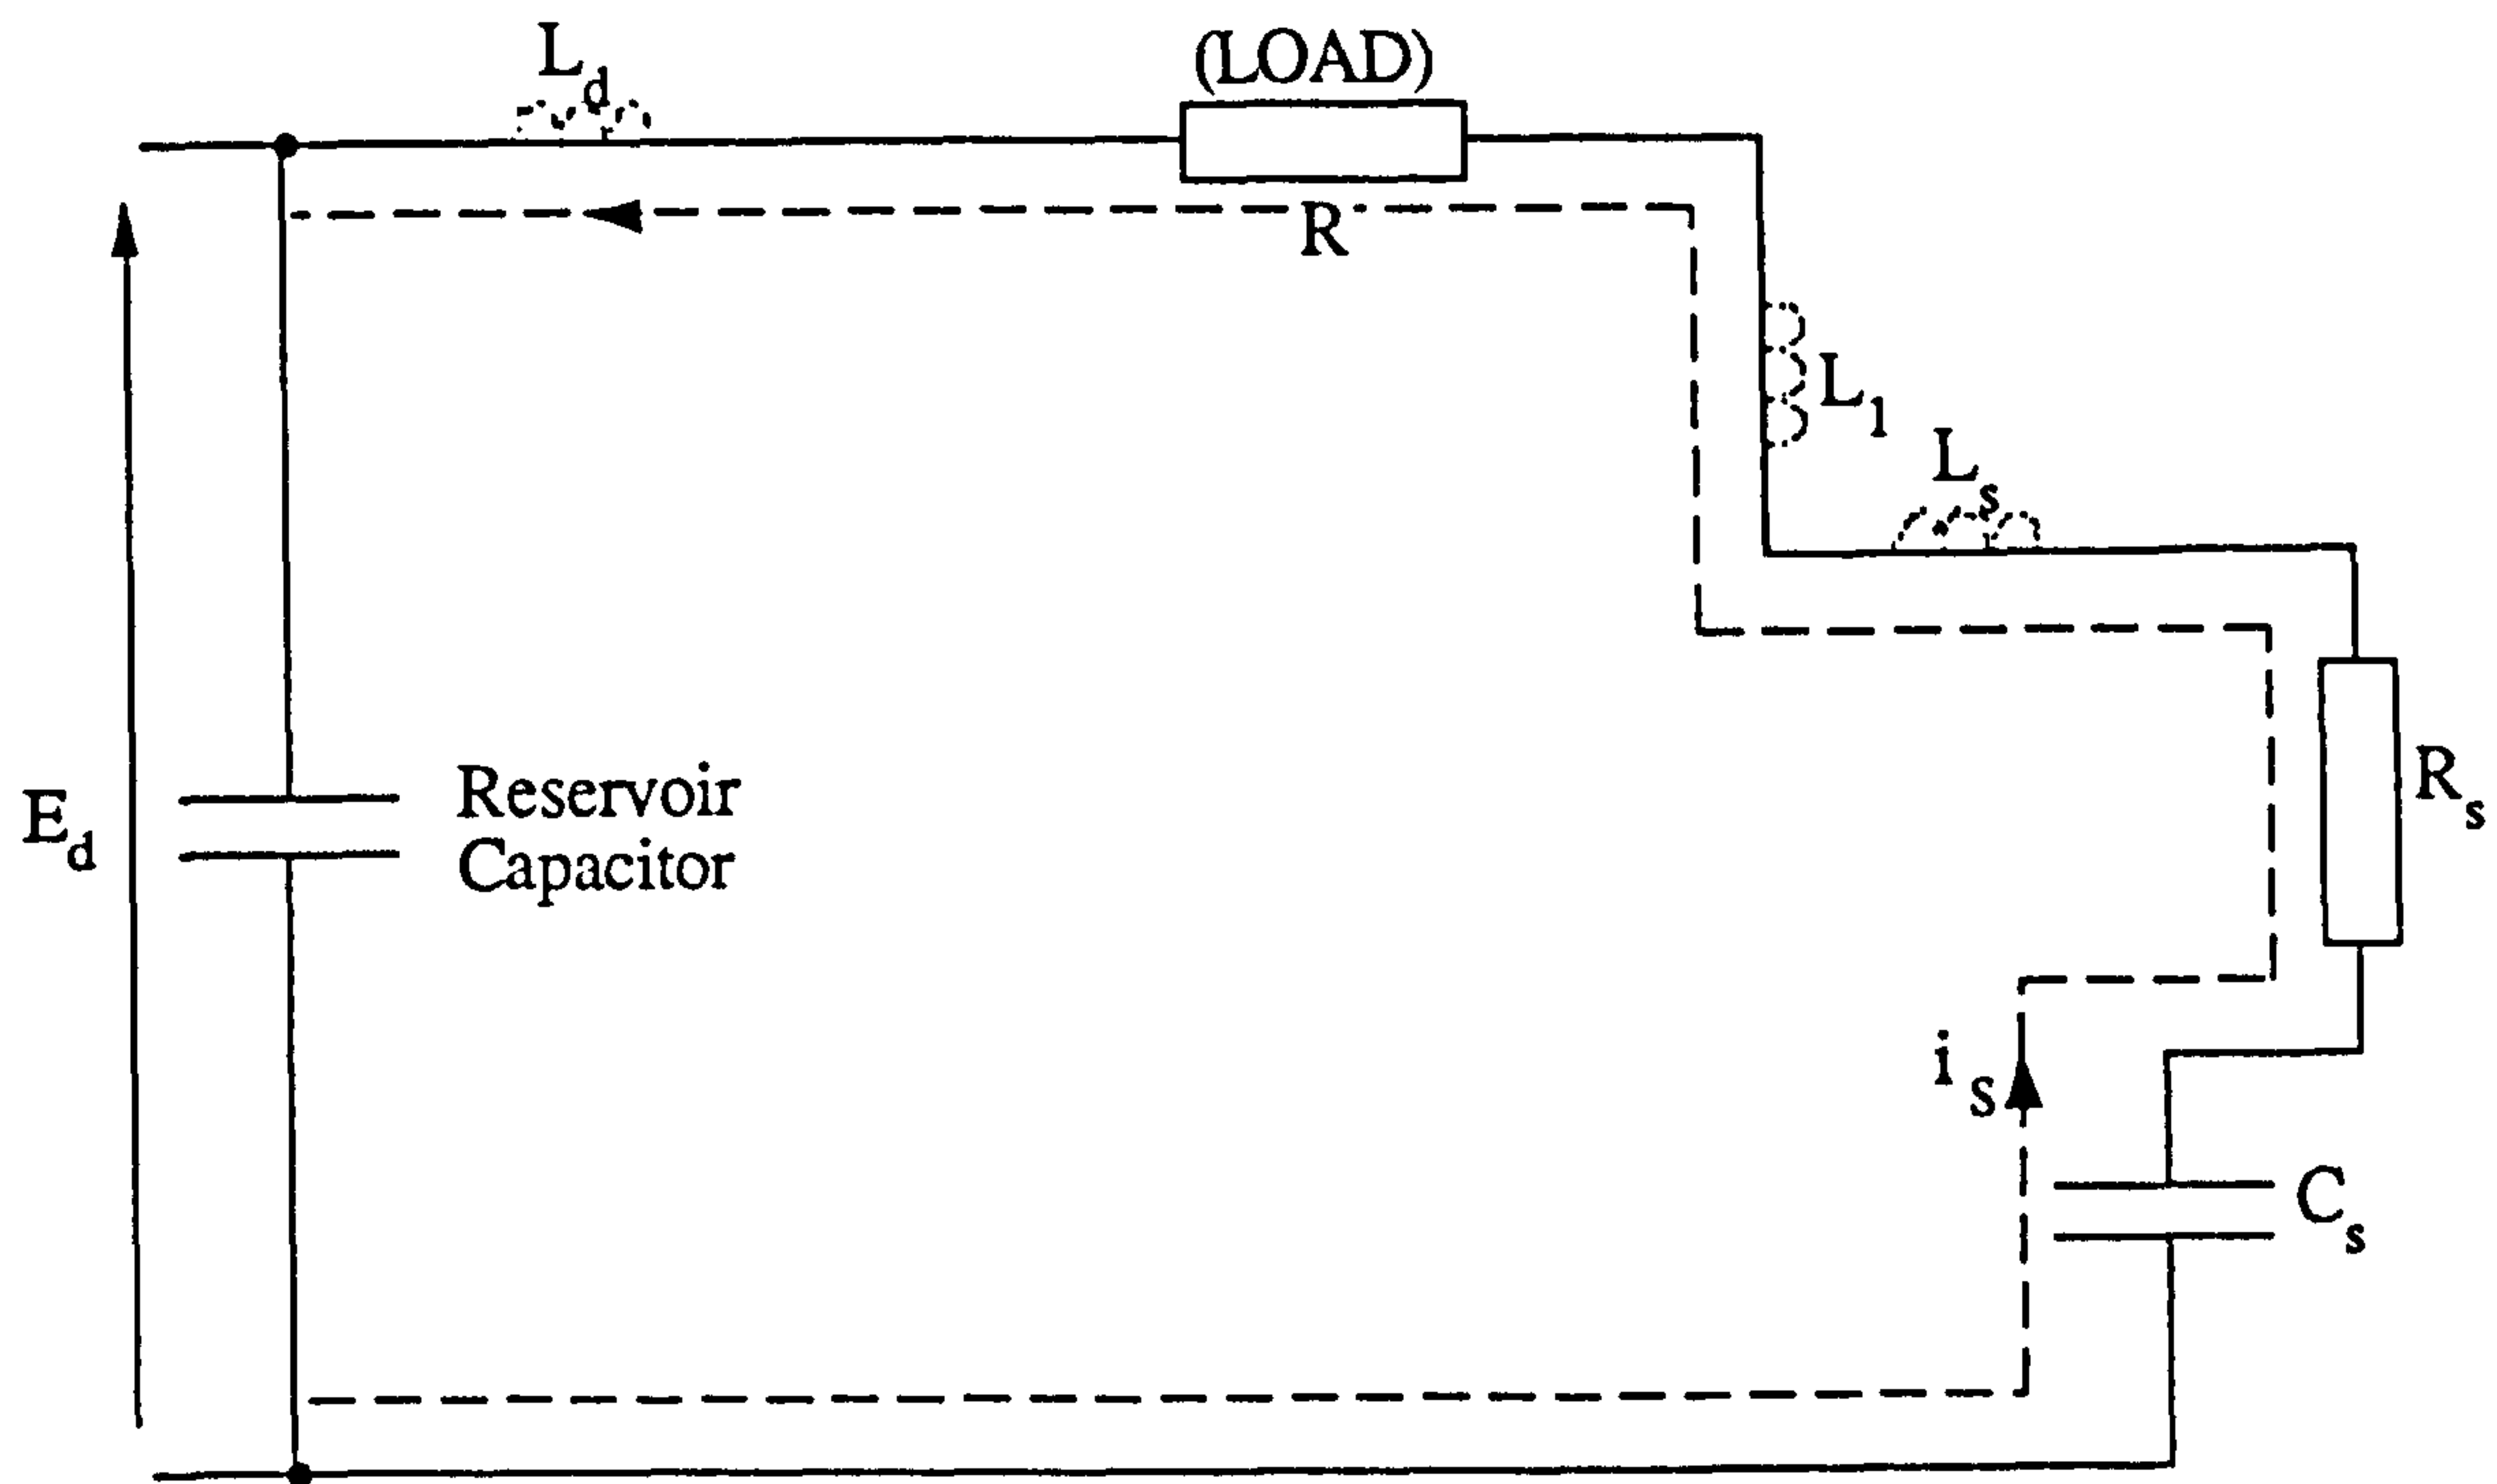 L_d
(LOAD)
R
L_1
L_s
E_d
Reservoir
Capacitor
R_s
i_s
C_s